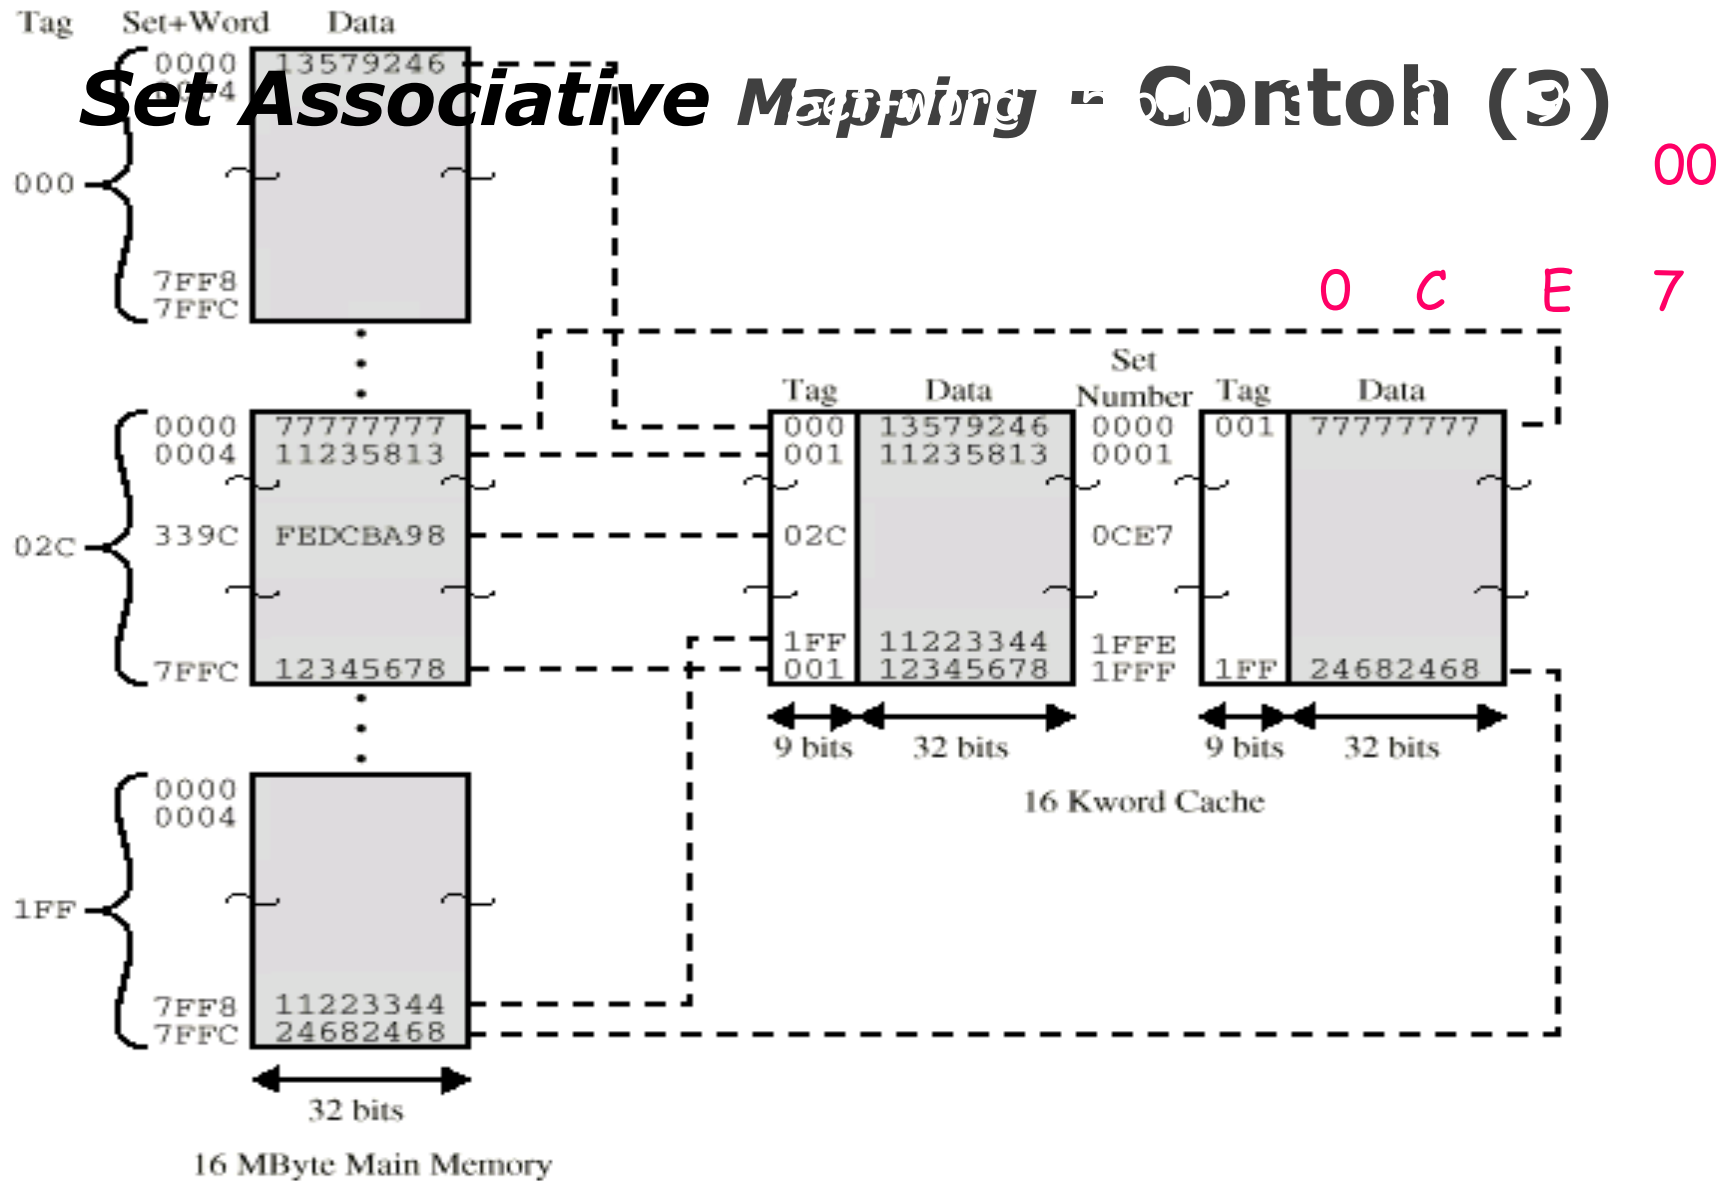 Tag Set+Word Data
Set Associative Mapping - Contoh (3)
0000 13579246
0004
000
7FF8
7FFC
00
0 C E 7
02C
0000 77777777
0004 11235813
339C FEDCBA98
7FFC 12345678
Set
Tag Data Number Tag Data
000 13579246 0000 001 77777777
001 11235813 0001
02C 0CE7
1FF 11223344 1FFE
001 12345678 1FFF 1FF 24682468
9 bits 32 bits 9 bits 32 bits
16 Kword Cache
0000
0004
1FF
7FF8 11223344
7FFC 24682468
32 bits
16 MByte Main Memory